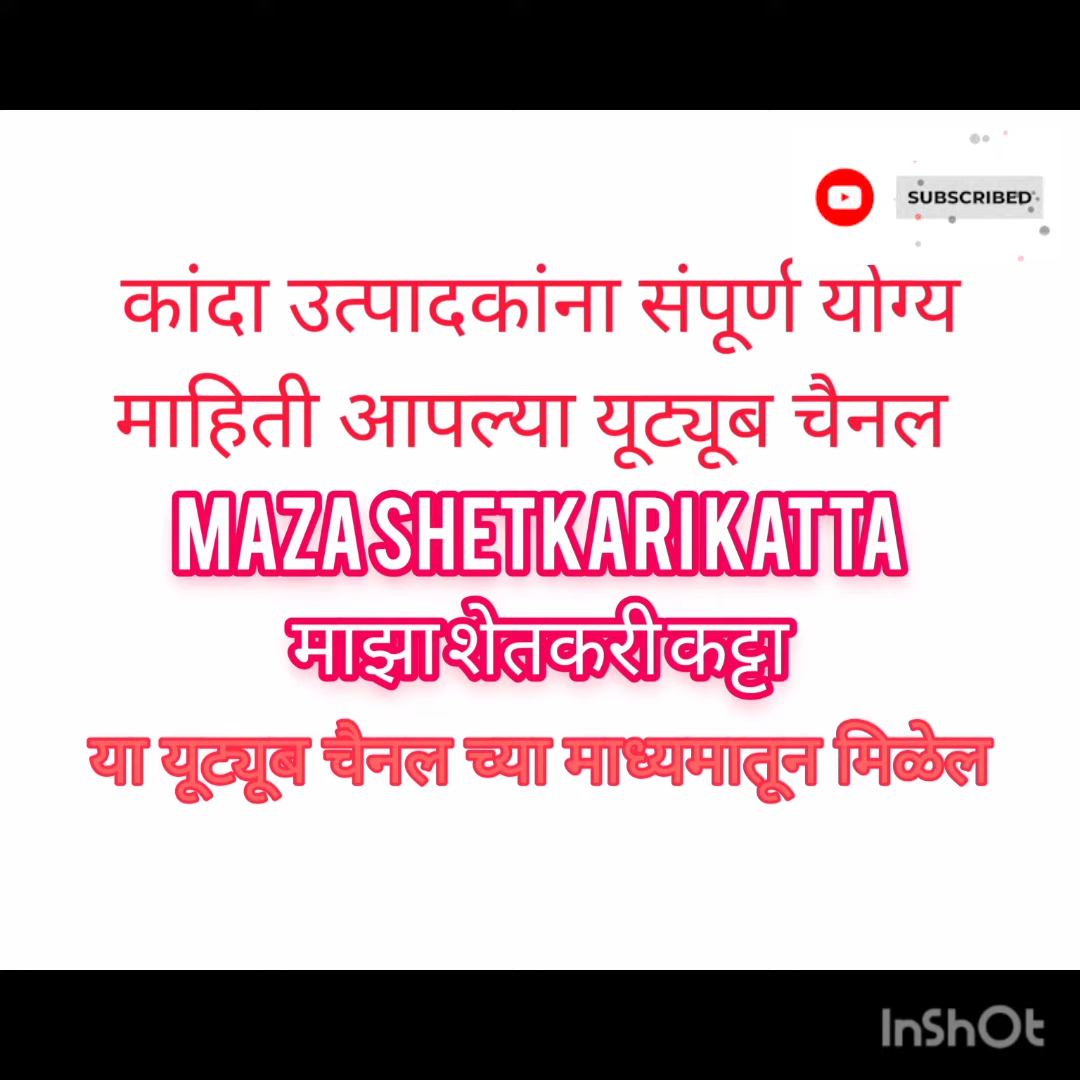 SUBSCRIBED
कांदा उत्पादकांना संपूर्ण योग्य
माहिती आपल्या यूट्यूब चैनल
MAZA SHETKARI KATTA
माझा शेतकरी कट्टा
या यूट्यूब चैनल च्या माध्यमातून मिळेल
InShOt